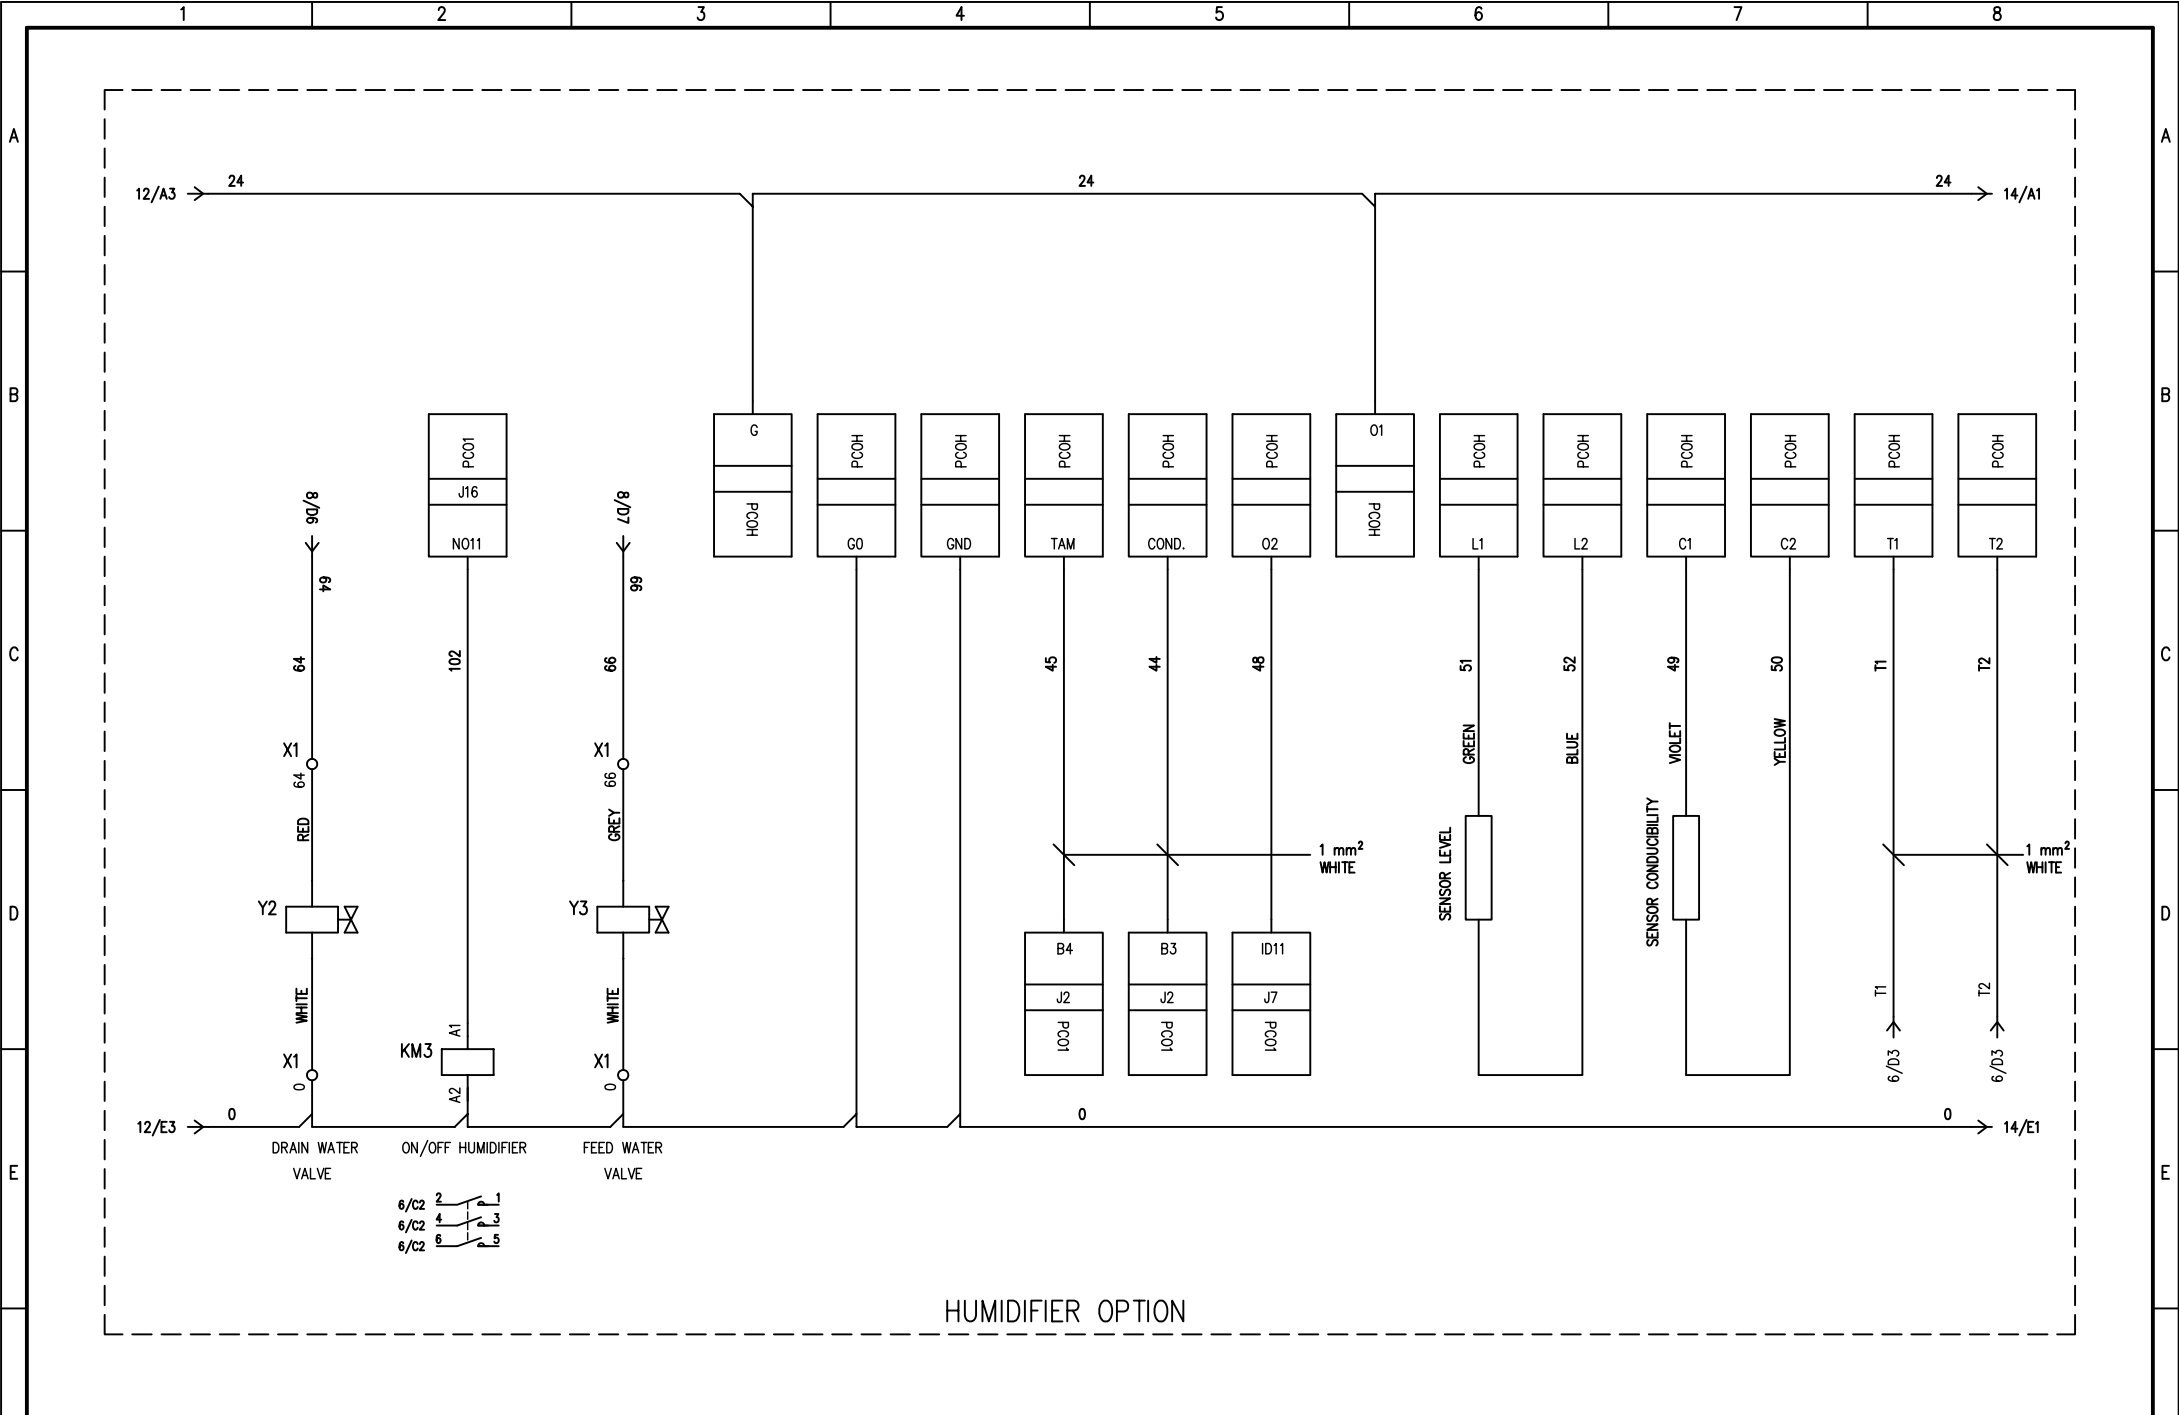 1 2 3 4 5 6 7 8
A A
24 24 24
12/A3 14/A1
B B
G O1
PCO1 PCOH PCOH PCOH PCOH PCOH PCOH PCOH PCOH PCOH PCOH PCOH
J16
8/D6 8/D7 PCOH PCOH
NO11 G0 GND TAM COND. O2 L1 L2 C1 C2 T1 T2
64 66
C C
64 102 66 45 44 48 51 52 49 50 T1 T2
GREEN BLUE VIOLET YELLOW
X1 X1
64 66
RED GREY
1 mm² 1 mm²
WHITE WHITE
SENSOR LEVEL SENSOR CONDUCIBILITY
Y2 Y3
D D
B4 B3 ID11
J2 J2 J7
WHITE WHITE T1 T2
PCO1 PCO1 PCO1
A1
KM3
X1 X1
6/D3 6/D3
0 A2 0
0 0 0
12/E3 14/E1
DRAIN WATER ON/OFF HUMIDIFIER FEED WATER
VALVE VALVE
E E
6/C2 2 1
6/C2 4 3
6/C2 6 5
HUMIDIFIER OPTION